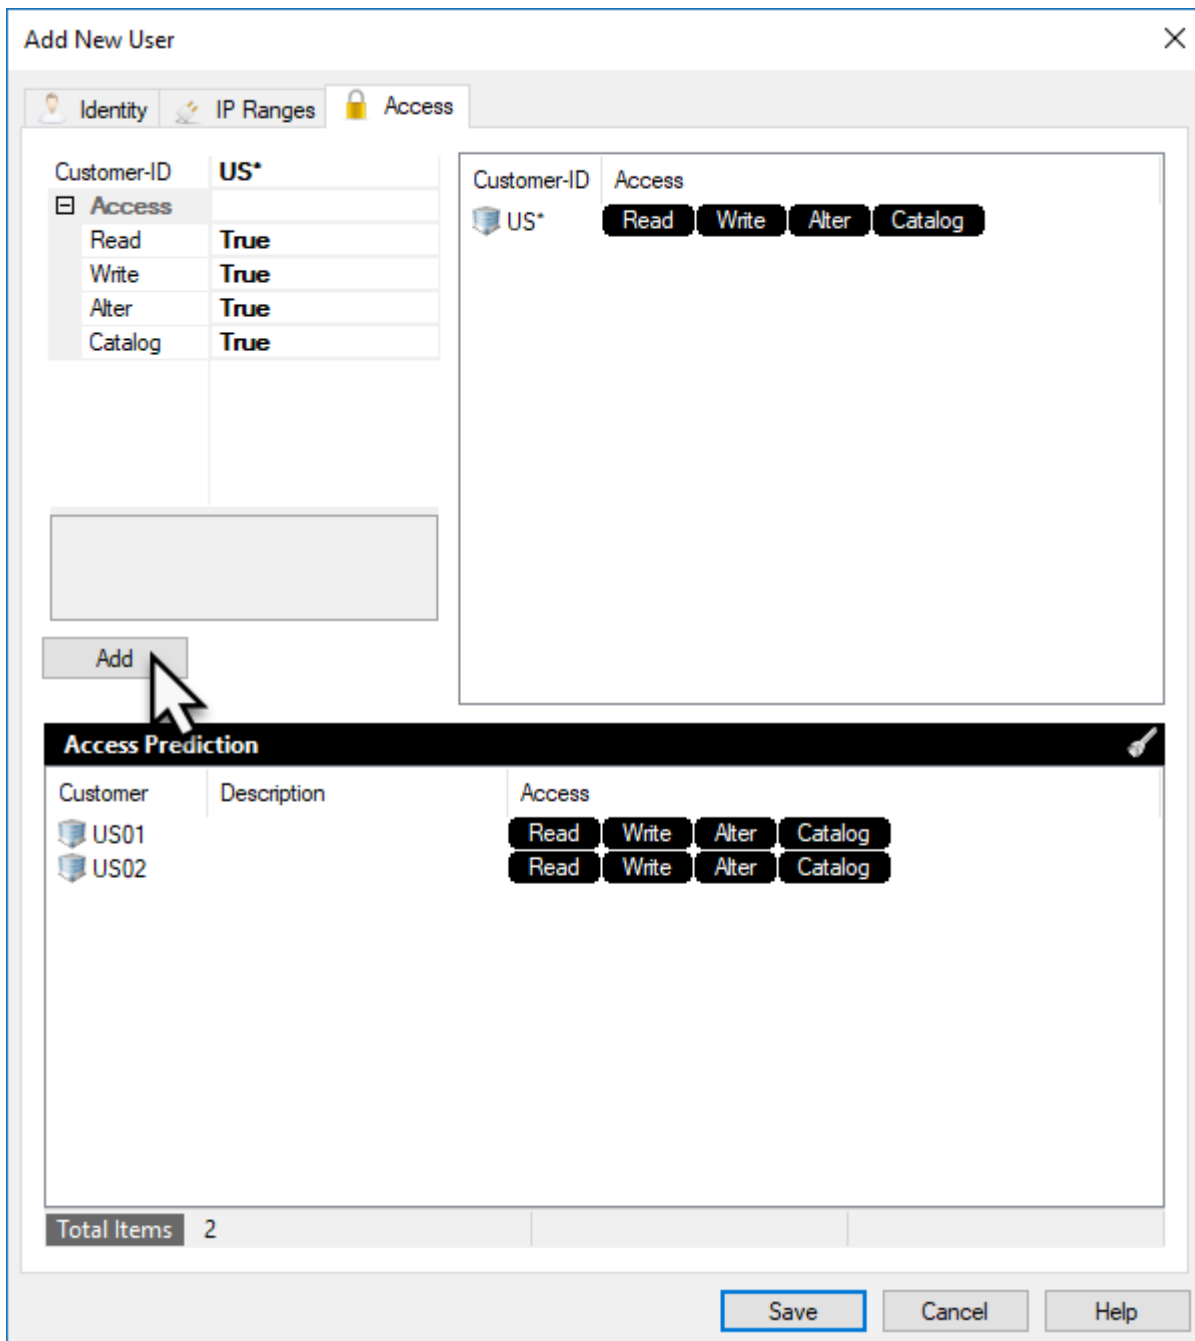 Add New User
Identity IP Ranges Access
Customer-ID US*
Access
Read True
Write True
Alter True
Catalog True
Add
Customer-ID Access
US* Read Write Alter Catalog
Access Prediction
Customer Description Access
US01 Read Write Alter Catalog
US02 Read Write Alter Catalog
Total Items 2
Save Cancel Help